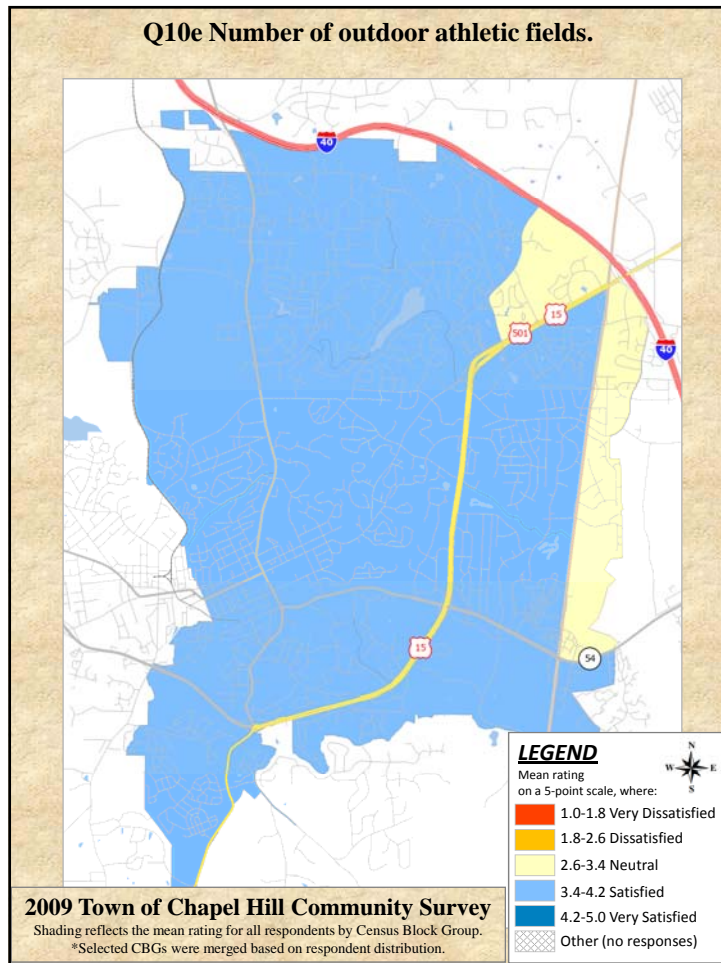 Q10e Number of outdoor athletic fields.
40
15
501
40
15
54
LEGEND
Mean rating
on a 5-point scale, where:
N
W E
S
1.0-1.8 Very Dissatisfied
1.8-2.6 Dissatisfied
2.6-3.4 Neutral
3.4-4.2 Satisfied
4.2-5.0 Very Satisfied
Other (no responses)
2009 Town of Chapel Hill Community Survey
Shading reflects the mean rating for all respondents by Census Block Group.
*Selected CBGs were merged based on respondent distribution.